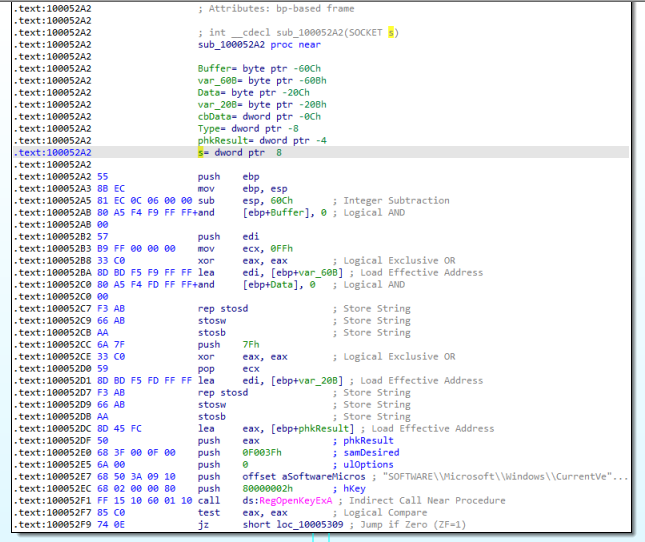 .text:100052A2 ; Attributes: bp-based frame
.text:100052A2
.text:100052A2 ; int __cdecl sub_100052A2(SOCKET s)
.text:100052A2 sub_100052A2 proc near
.text:100052A2
.text:100052A2 Buffer= byte ptr -60Ch
.text:100052A2 var_60B= byte ptr -60Bh
.text:100052A2 Data= byte ptr -20Ch
.text:100052A2 var_20B= byte ptr -20Bh
.text:100052A2 cbData= dword ptr -0Ch
.text:100052A2 Type= dword ptr -8
.text:100052A2 phkResult= dword ptr -4
.text:100052A2 s= dword ptr 8
.text:100052A2
.text:100052A2 55 push ebp
.text:100052A3 8B EC mov ebp, esp
.text:100052A5 81 EC 0C 06 00 00 sub esp, 60Ch ; Integer Subtraction
.text:100052AB 80 A5 F4 F9 FF FF+and [ebp+Buffer], 0 ; Logical AND
.text:100052AB 00
.text:100052B2 57 push edi
.text:100052B3 B9 FF 00 00 00 mov ecx, 0FFh
.text:100052B8 33 C0 xor eax, eax ; Logical Exclusive OR
.text:100052BA 8D BD F5 F9 FF FF lea edi, [ebp+var_60B] ; Load Effective Address
.text:100052C0 80 A5 F4 FD FF FF+and [ebp+Data], 0 ; Logical AND
.text:100052C0 00
.text:100052C7 F3 AB rep stosd ; Store String
.text:100052C9 66 AB stosw ; Store String
.text:100052CB AA stosb ; Store String
.text:100052CC 6A 7F push 7Fh
.text:100052CE 33 C0 xor eax, eax ; Logical Exclusive OR
.text:100052D0 59 pop ecx
.text:100052D1 8D BD F5 FD FF FF lea edi, [ebp+var_20B] ; Load Effective Address
.text:100052D7 F3 AB rep stosd ; Store String
.text:100052D9 66 AB stosw ; Store String
.text:100052DB AA stosb ; Store String
.text:100052DC 8D 45 FC lea eax, [ebp+phkResult] ; Load Effective Address
.text:100052DF 50 push eax ; phkResult
.text:100052E0 68 3F 00 0F 00 push 0F003Fh ; samDesired
.text:100052E5 6A 00 push 0 ; ulOptions
.text:100052E7 68 50 3A 09 10 push offset aSoftwareMicros ; "SOFTWARE\\Microsoft\\Windows\\CurrentVe"...
.text:100052EC 68 02 00 00 80 push 80000002h ; hKey
.text:100052F1 FF 15 10 60 01 10 call ds:RegOpenKeyExA ; Indirect Call Near Procedure
.text:100052F7 85 C0 test eax, eax ; Logical Compare
.text:100052F9 74 0E jz short loc_10005309 ; Jump if Zero (ZF=1)